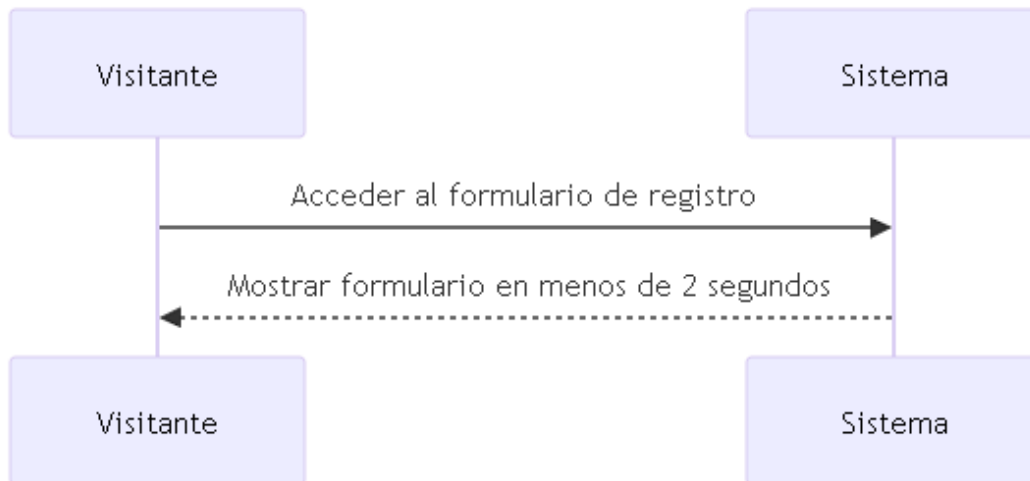 Visitante
Sistema
Acceder al formulario de registro
Mostrar formulario en menos de 2 segundos
Visitante
Sistema